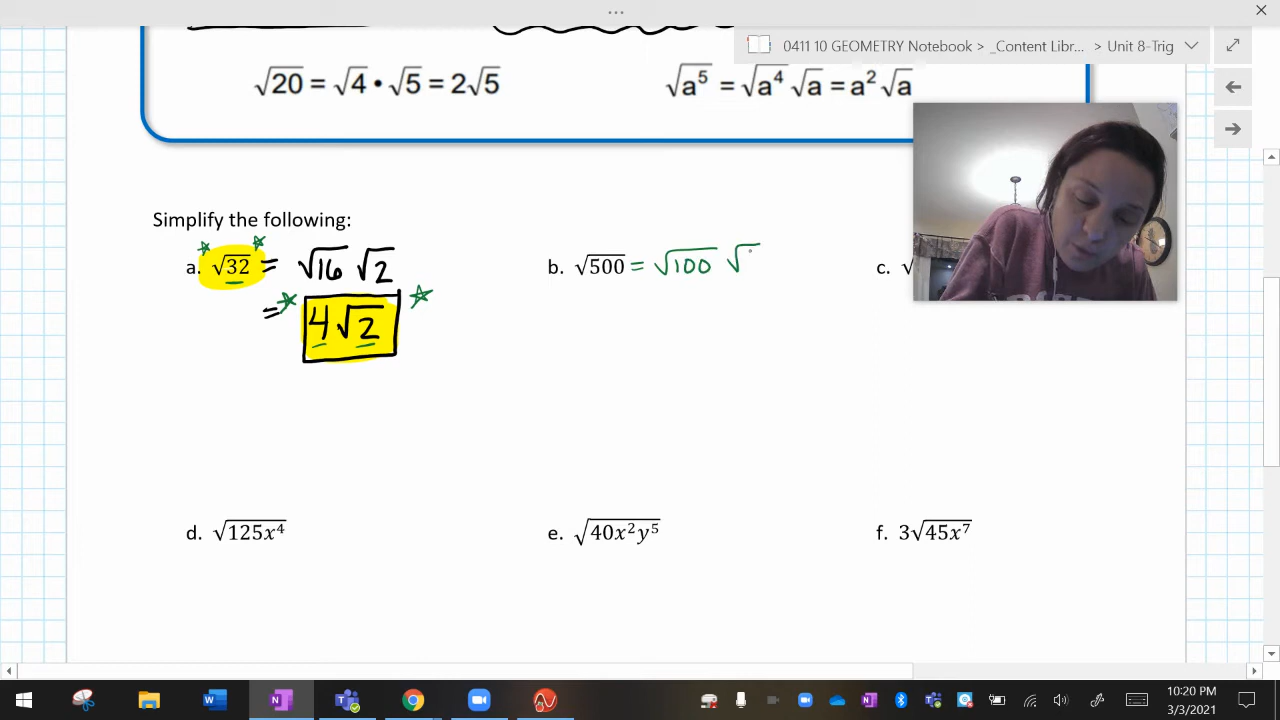 0411 10 GEOMETRY Notebook > _Content Libr... > Unit 8-Trig
√20 = √4 • √5 = 2√5
√a⁵ = √a⁴ √a = a² √a
Simplify the following:
a. √32 = √16 √2
= 4√2
b. √500 = √100 √
c. √
d. √125x⁴
e. √40x²y⁵
f. 3√45x⁷
10:20 PM
3/3/2021